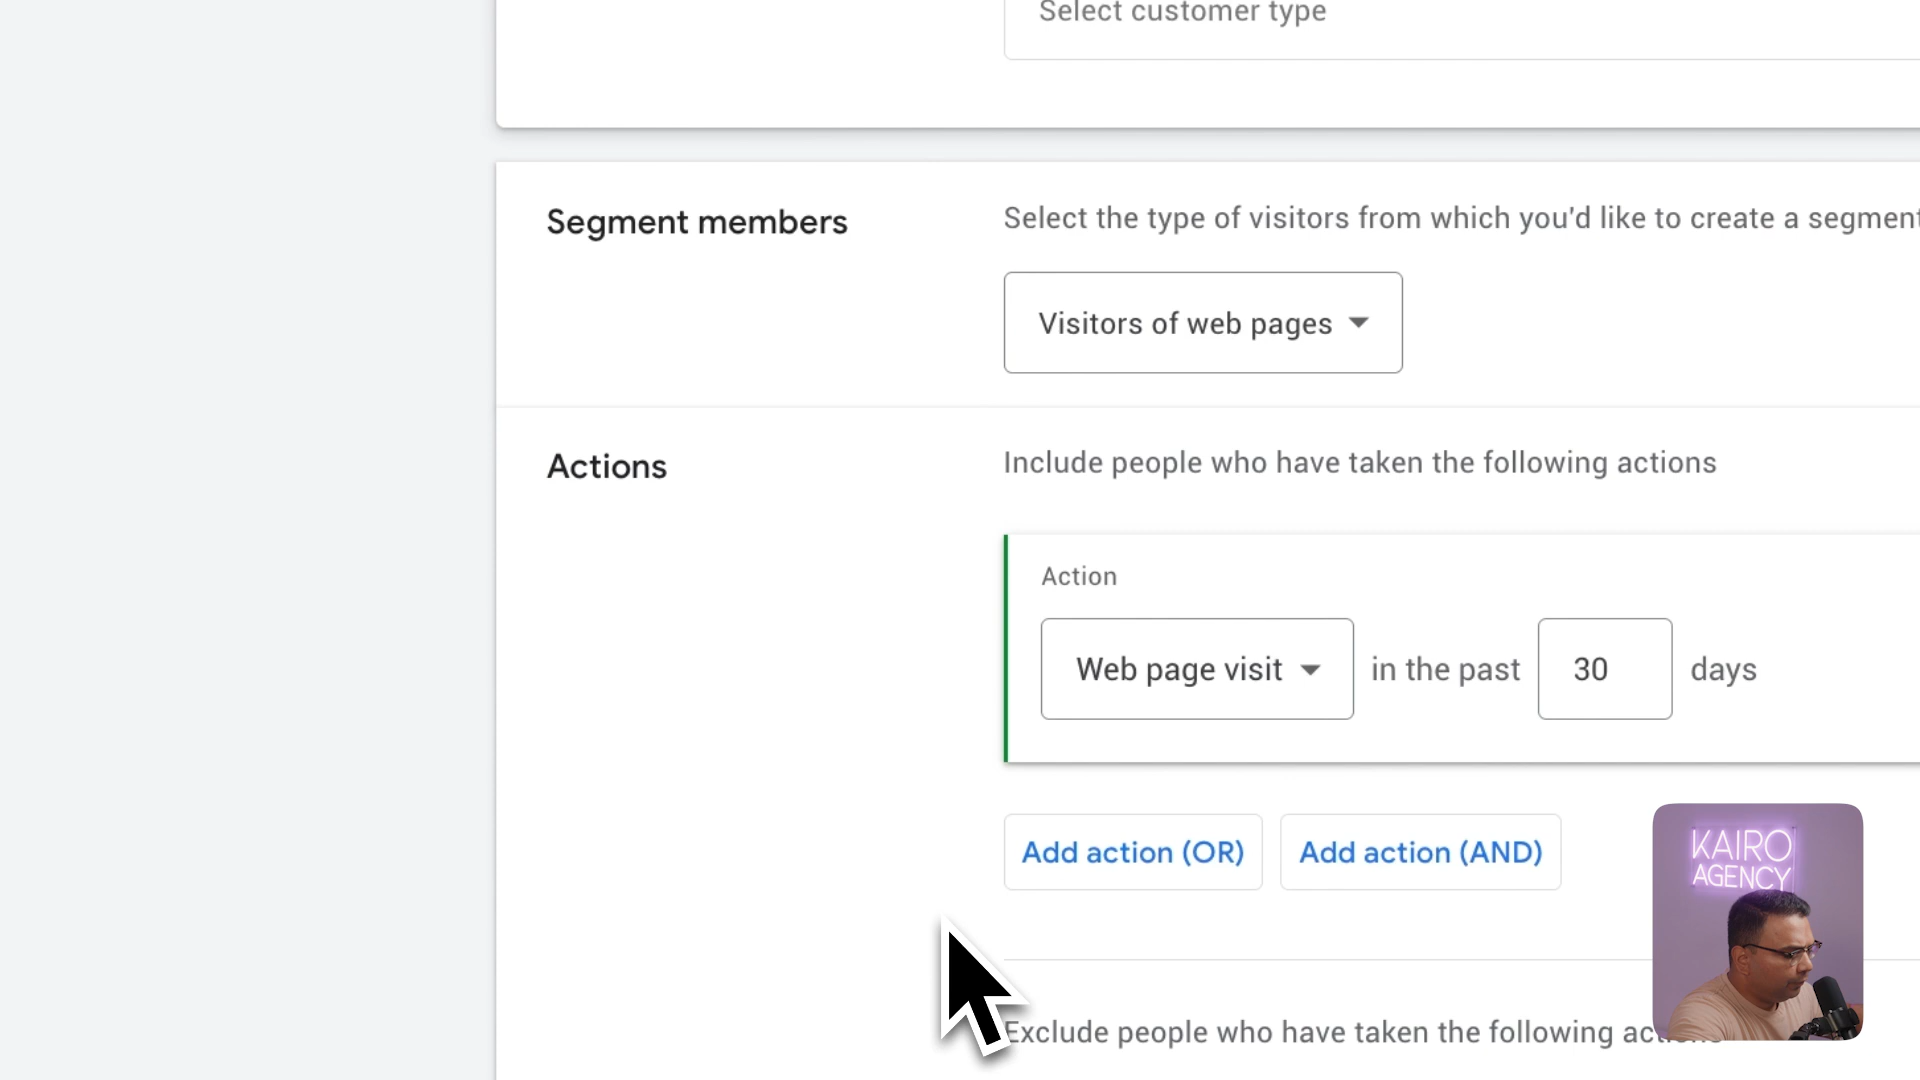 Select customer type
Segment members
Select the type of visitors from which you'd like to create a segment
Visitors of web pages
Actions
Include people who have taken the following actions
Action
Web page visit
in the past
30
days
Add action (OR)
Add action (AND)
KAIRO
AGENCY
Exclude people who have taken the following